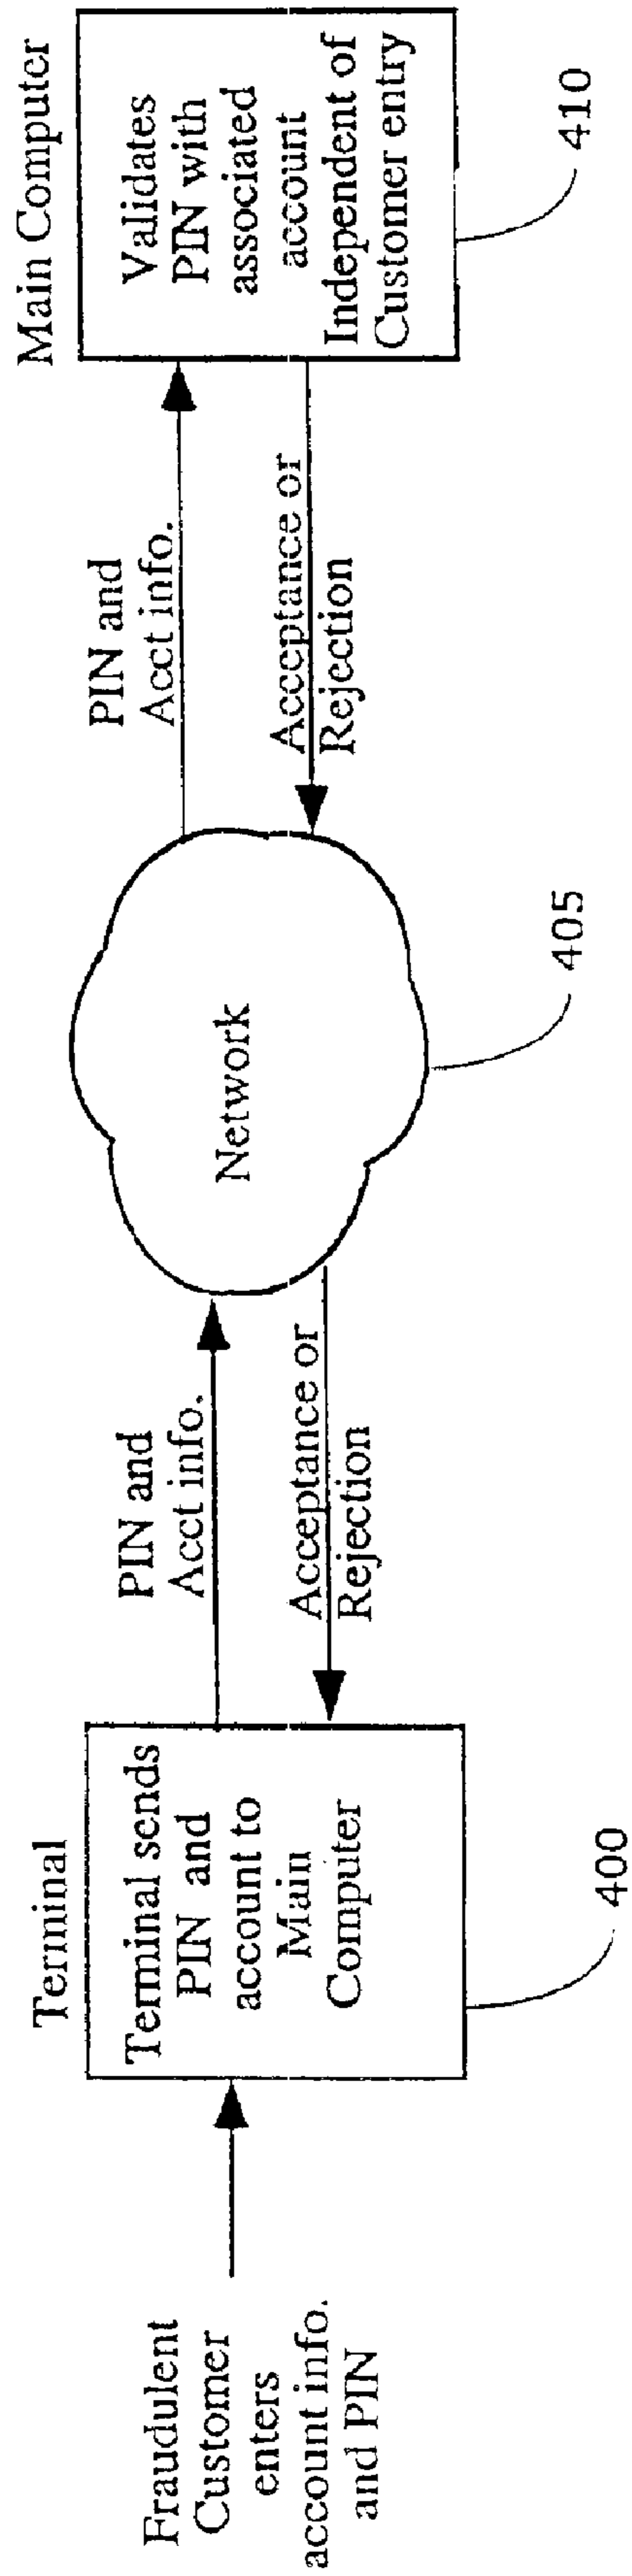 Fraudulent
Customer
enters
account info.
and PIN
Terminal
Terminal sends
PIN and
account to
Main
Computer
400
PIN and
Acct info.
Acceptance or
Rejection
Network
405
PIN and
Acct info.
Acceptance or
Rejection
Main Computer
Validates
PIN with
associated
account
Independent of
Customer entry
410